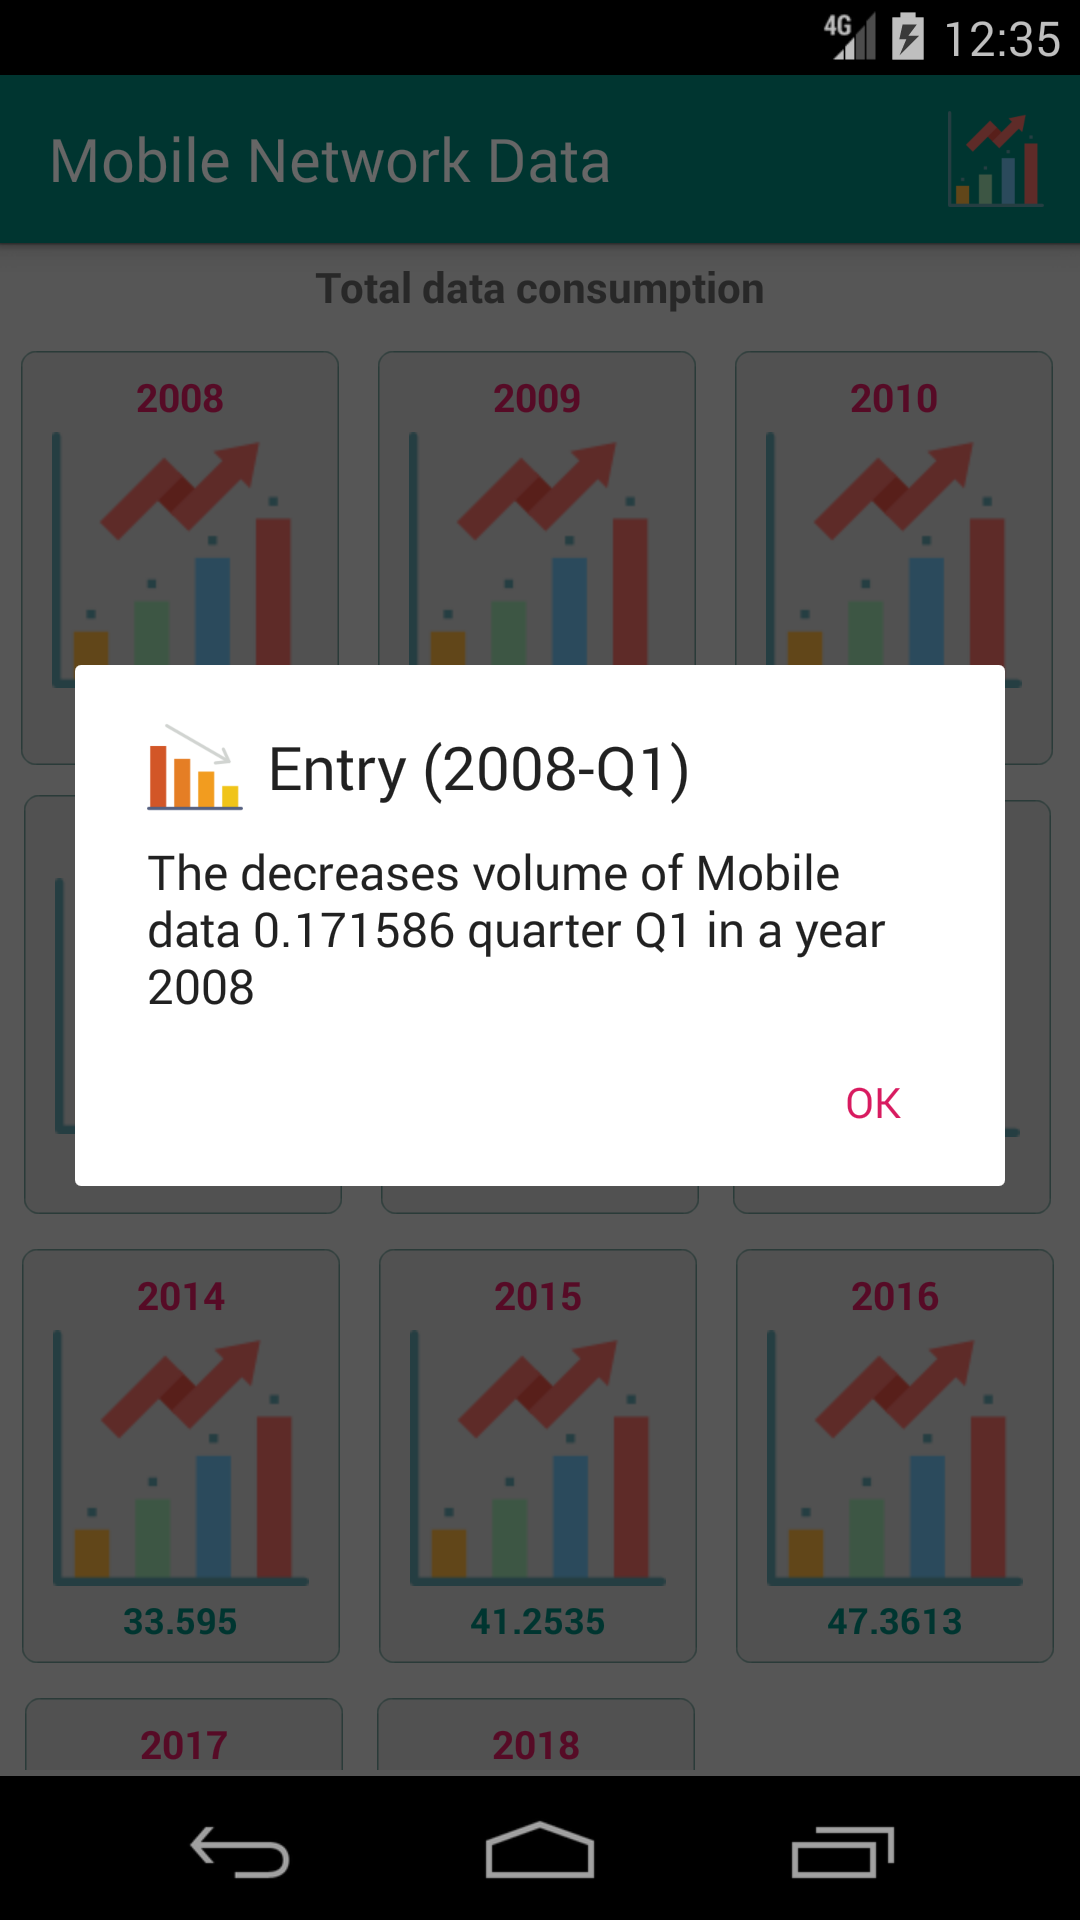 4G 12:35
Mobile Network Data
Total data consumption
2008 2009 2010
Entry (2008-Q1)
The decreases volume of Mobile
data 0.171586 quarter Q1 in a year
2008
OK
2014 2015 2016
33.595 41.2535 47.3613
2017 2018